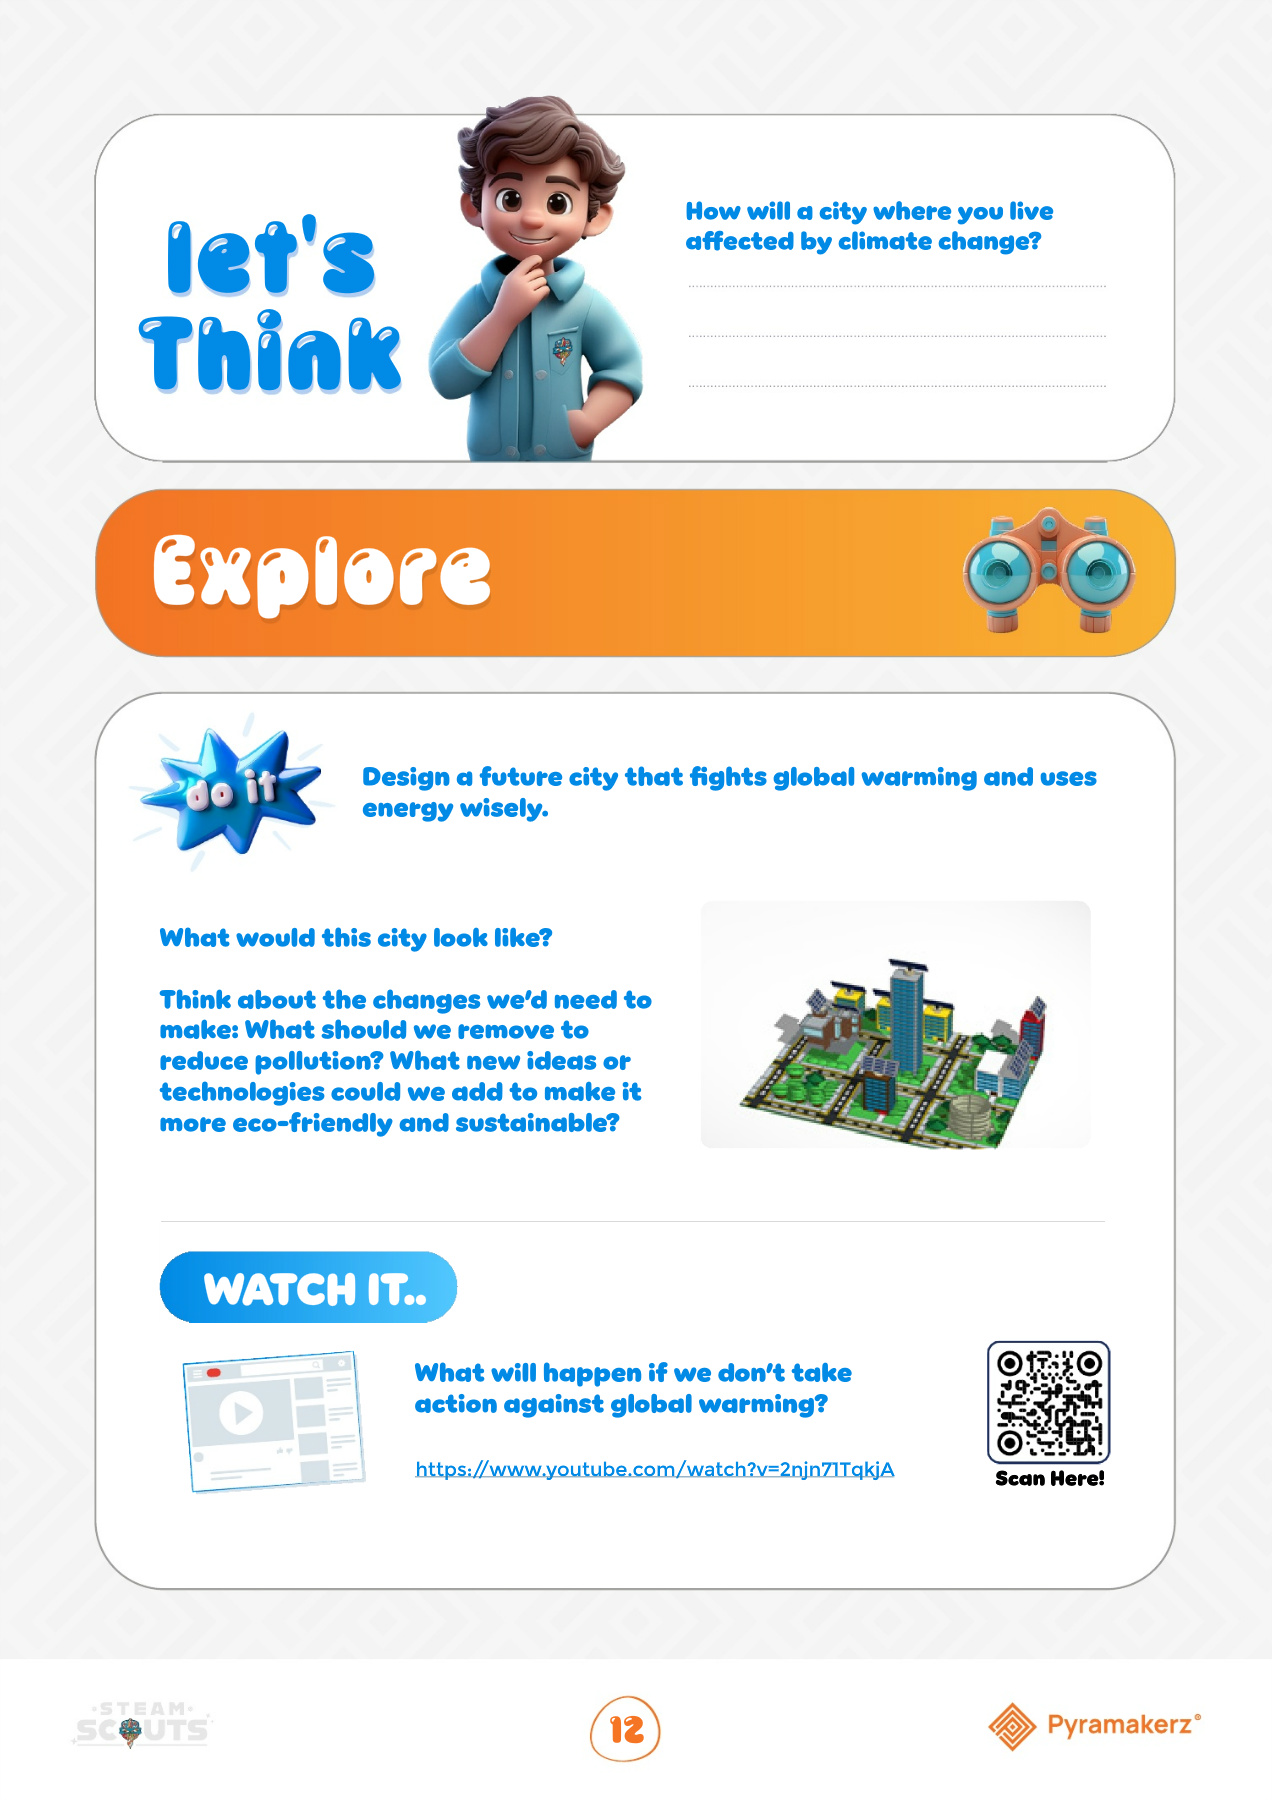 let's
Think
How will a city where you live
affected by climate change?
Explore
do it
Design a future city that fights global warming and uses
energy wisely.
What would this city look like?
Think about the changes we'd need to
make: What should we remove to
reduce pollution? What new ideas or
technologies could we add to make it
more eco-friendly and sustainable?
WATCH IT..
What will happen if we don't take
action against global warming?
https://www.youtube.com/watch?v=2njn71TqkjA
Scan Here!
STEAM
SCOUTS
12
Pyramakerz®